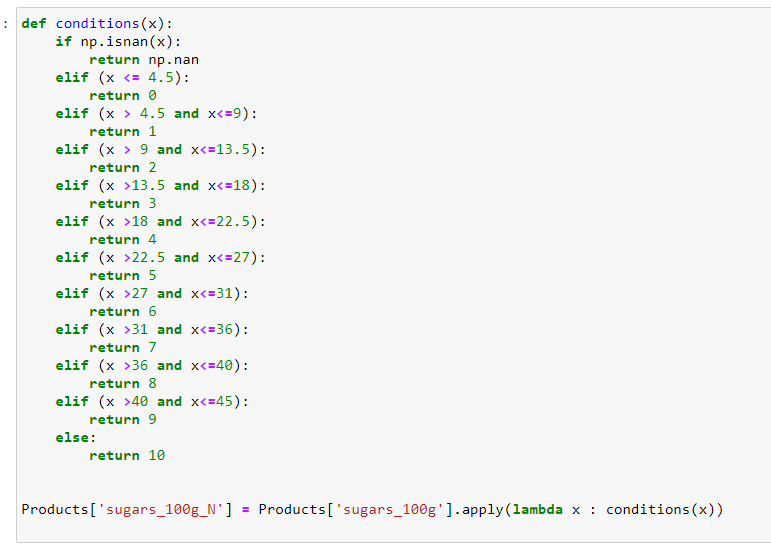 : def conditions(x):
    if np.isnan(x):
        return np.nan
    elif (x <= 4.5):
        return 0
    elif (x > 4.5 and x<=9):
        return 1
    elif (x > 9 and x<=13.5):
        return 2
    elif (x >13.5 and x<=18):
        return 3
    elif (x >18 and x<=22.5):
        return 4
    elif (x >22.5 and x<=27):
        return 5
    elif (x >27 and x<=31):
        return 6
    elif (x >31 and x<=36):
        return 7
    elif (x >36 and x<=40):
        return 8
    elif (x >40 and x<=45):
        return 9
    else:
        return 10
Products['sugars_100g_N'] = Products['sugars_100g'].apply(lambda x : conditions(x))